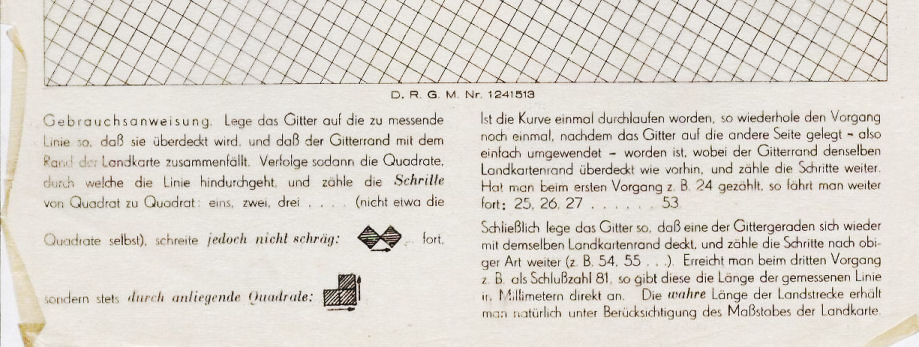 D. R. G. M. Nr. 1241513
Gebrauchsanweisung. Lege das Gitter auf die zu messende
Linie so, daß sie überdeckt wird, und daß der Gitterrand mit dem
Rand der Landkarte zusammenfällt. Verfolge sodann die Quadrate,
durch welche die Linie hindurchgeht, und zähle die Schritte
von Quadrat zu Quadrat: eins, zwei, drei . . . . (nicht etwa die
Quadrate selbst), schreite jedoch nicht schräg: fort,
sondern stets durch anliegende Quadrate:
Ist die Kurve einmal durchlaufen worden, so wiederhole den Vorgang
noch einmal, nachdem das Gitter auf die andere Seite gelegt – also
einfach umgewendet – worden ist, wobei der Gitterrand denselben
Landkartenrand überdeckt wie vorhin, und zähle die Schritte weiter.
Hat man beim ersten Vorgang z. B. 24 gezählt, so fährt man weiter
fort: 25, 26, 27 . . . . . . 53.
Schließlich lege das Gitter so, daß eine der Gittergeraden sich wieder
mit demselben Landkartenrand deckt, und zähle die Schritte nach obi-
ger Art weiter (z. B. 54, 55 . . .). Erreicht man beim dritten Vorgang
z. B. als Schlußzahl 81, so gibt diese die Länge der gemessenen Linie
in Millimetern direkt an. Die wahre Länge der Landstrecke erhält
man natürlich unter Berücksichtigung des Maßstabes der Landkarte.